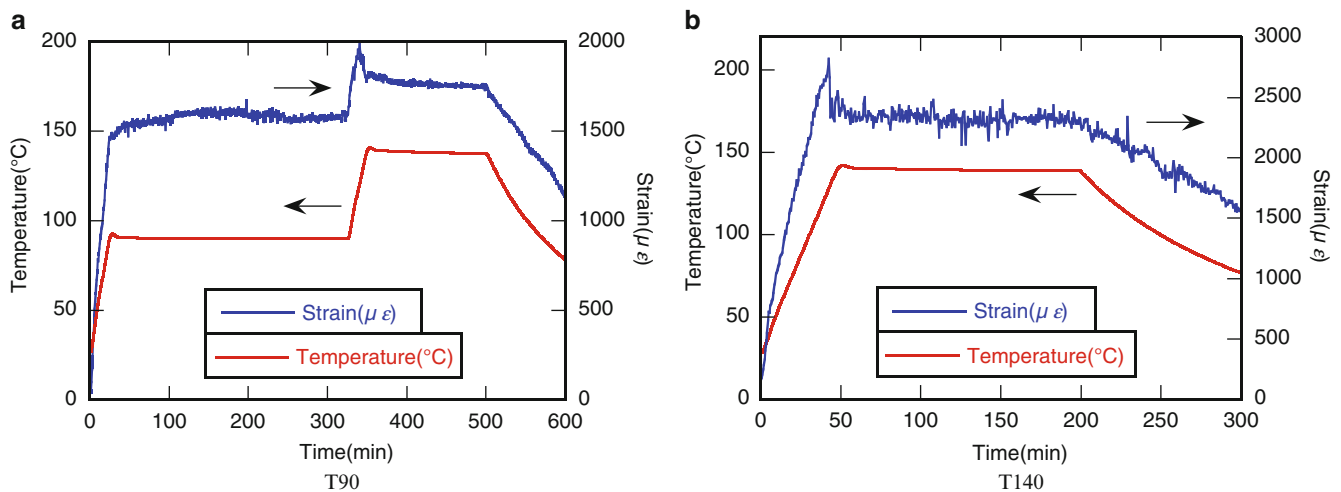 a
200
150
100
50
0
Temperature(°C)
2000
1500
1000
500
0
Strain(μ ε)
Strain(μ ε)
Temperature(°C)
0 100 200 300 400 500 600
Time(min)
T90
b
200
150
100
50
0
Temperature(°C)
3000
2500
2000
1500
1000
500
0
Strain(μ ε)
Strain(μ ε)
Temperature(°C)
0 50 100 150 200 250 300
Time(min)
T140